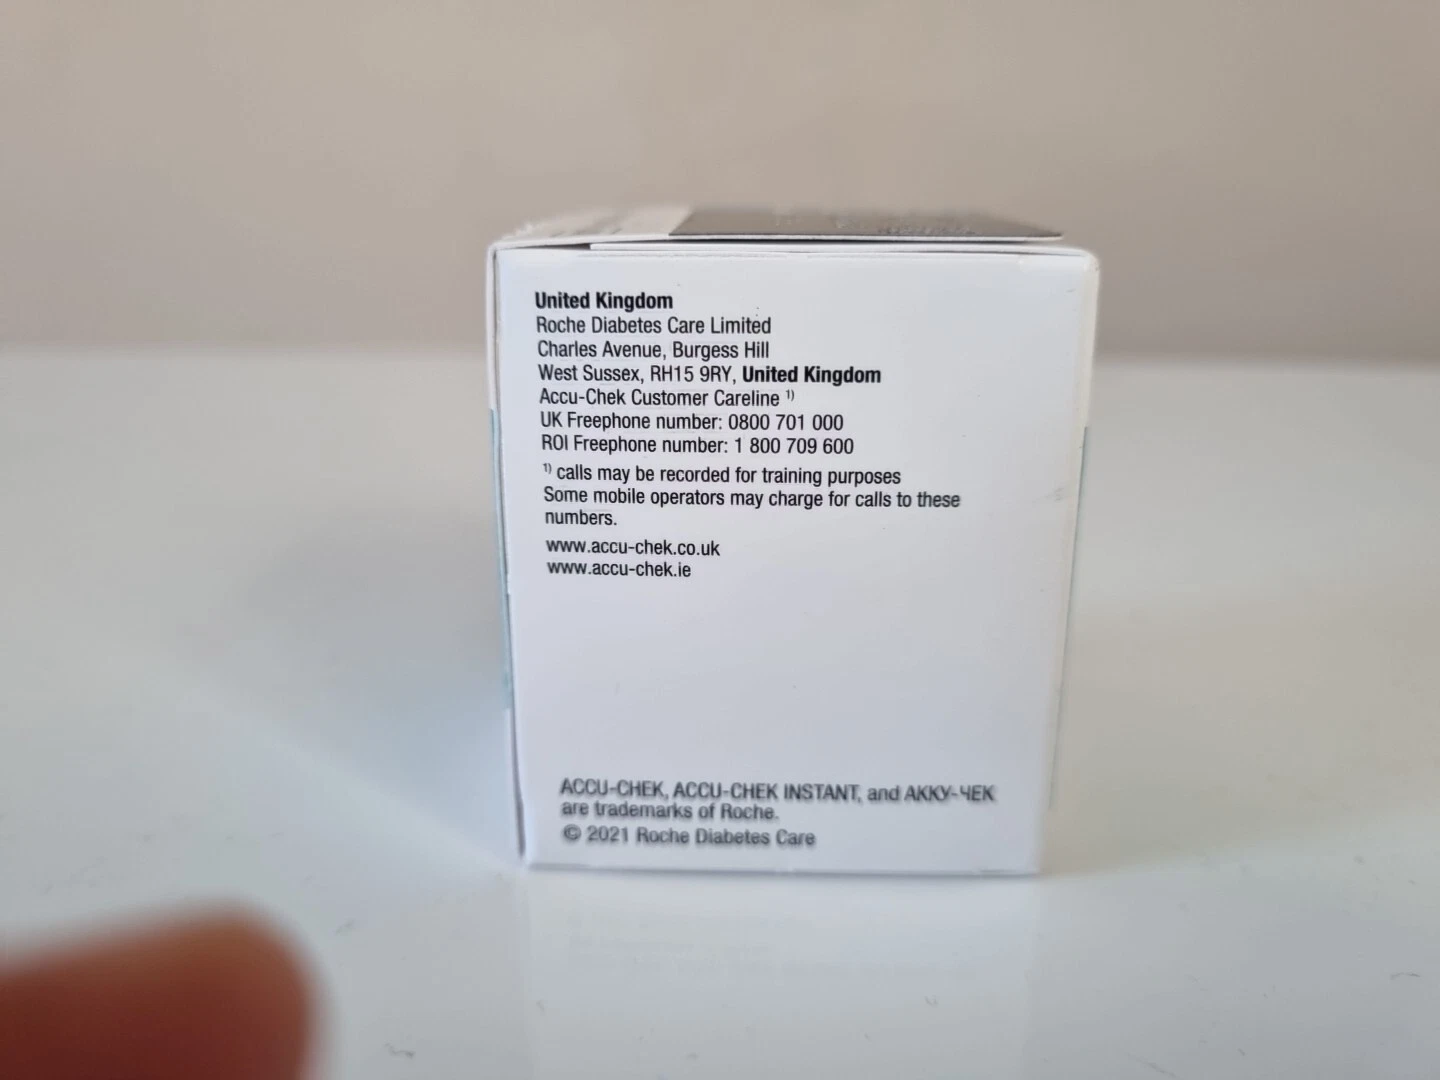 United Kingdom
Roche Diabetes Care Limited
Charles Avenue, Burgess Hill
West Sussex, RH15 9RY, United Kingdom
Accu-Chek Customer Careline 1)
UK Freephone number: 0800 701 000
ROI Freephone number: 1 800 709 600
1) calls may be recorded for training purposes
Some mobile operators may charge for calls to these
numbers.
www.accu-chek.co.uk
www.accu-chek.ie
ACCU-CHEK, ACCU-CHEK INSTANT, and АККУ-ЧЕК
are trademarks of Roche.
© 2021 Roche Diabetes Care